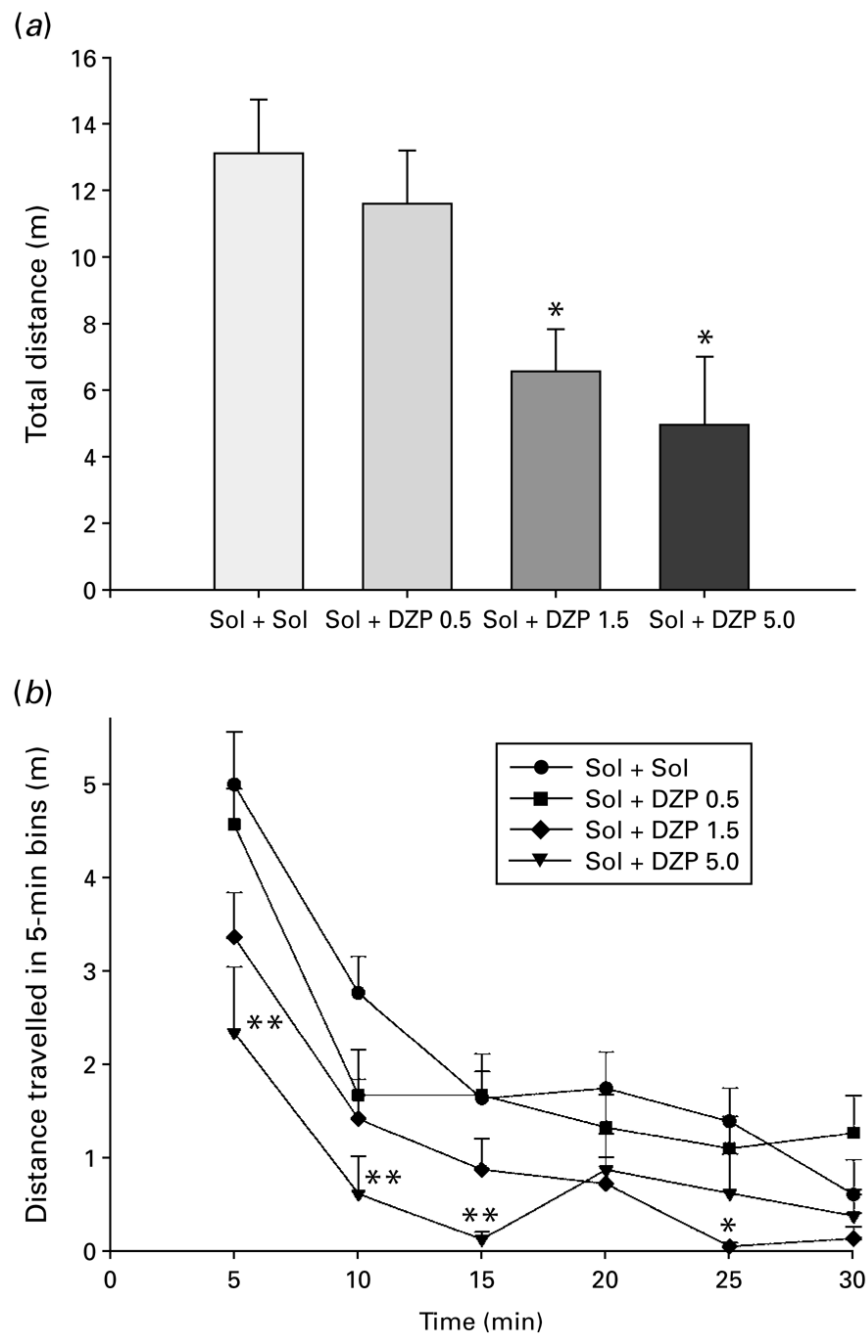 (a)
16
14
12
10
8
6
4
2
0
Total distance (m)
*
*
Sol + Sol
Sol + DZP 0.5
Sol + DZP 1.5
Sol + DZP 5.0
(b)
5
4
3
2
1
0
Distance travelled in 5-min bins (m)
Sol + Sol
Sol + DZP 0.5
Sol + DZP 1.5
Sol + DZP 5.0
**
**
**
*
0
5
10
15
20
25
30
Time (min)